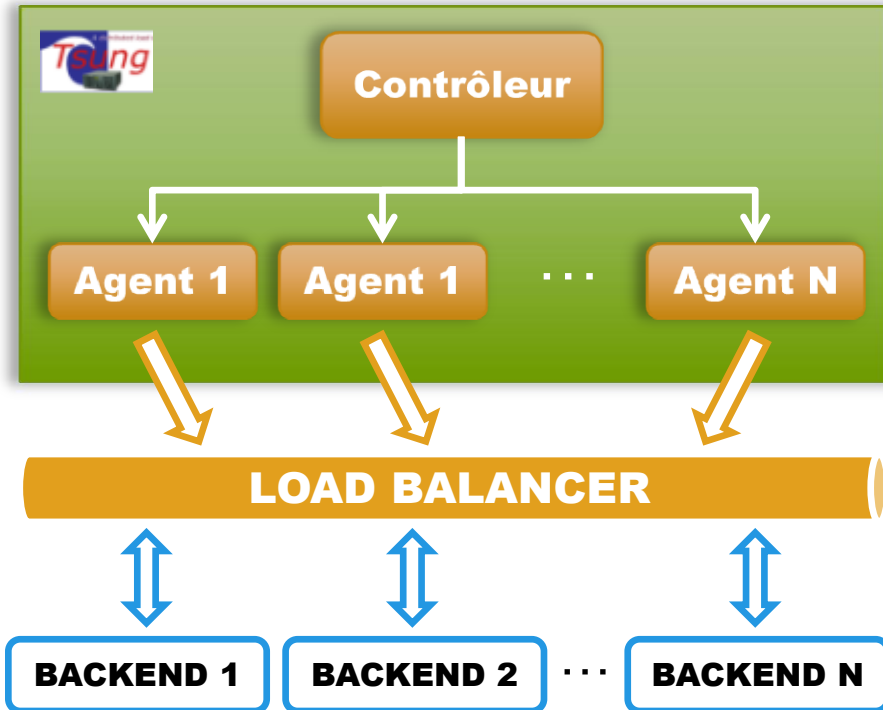 Tsung
Contrôleur
Agent 1 Agent 1 ... Agent N
LOAD BALANCER
BACKEND 1 BACKEND 2 ... BACKEND N